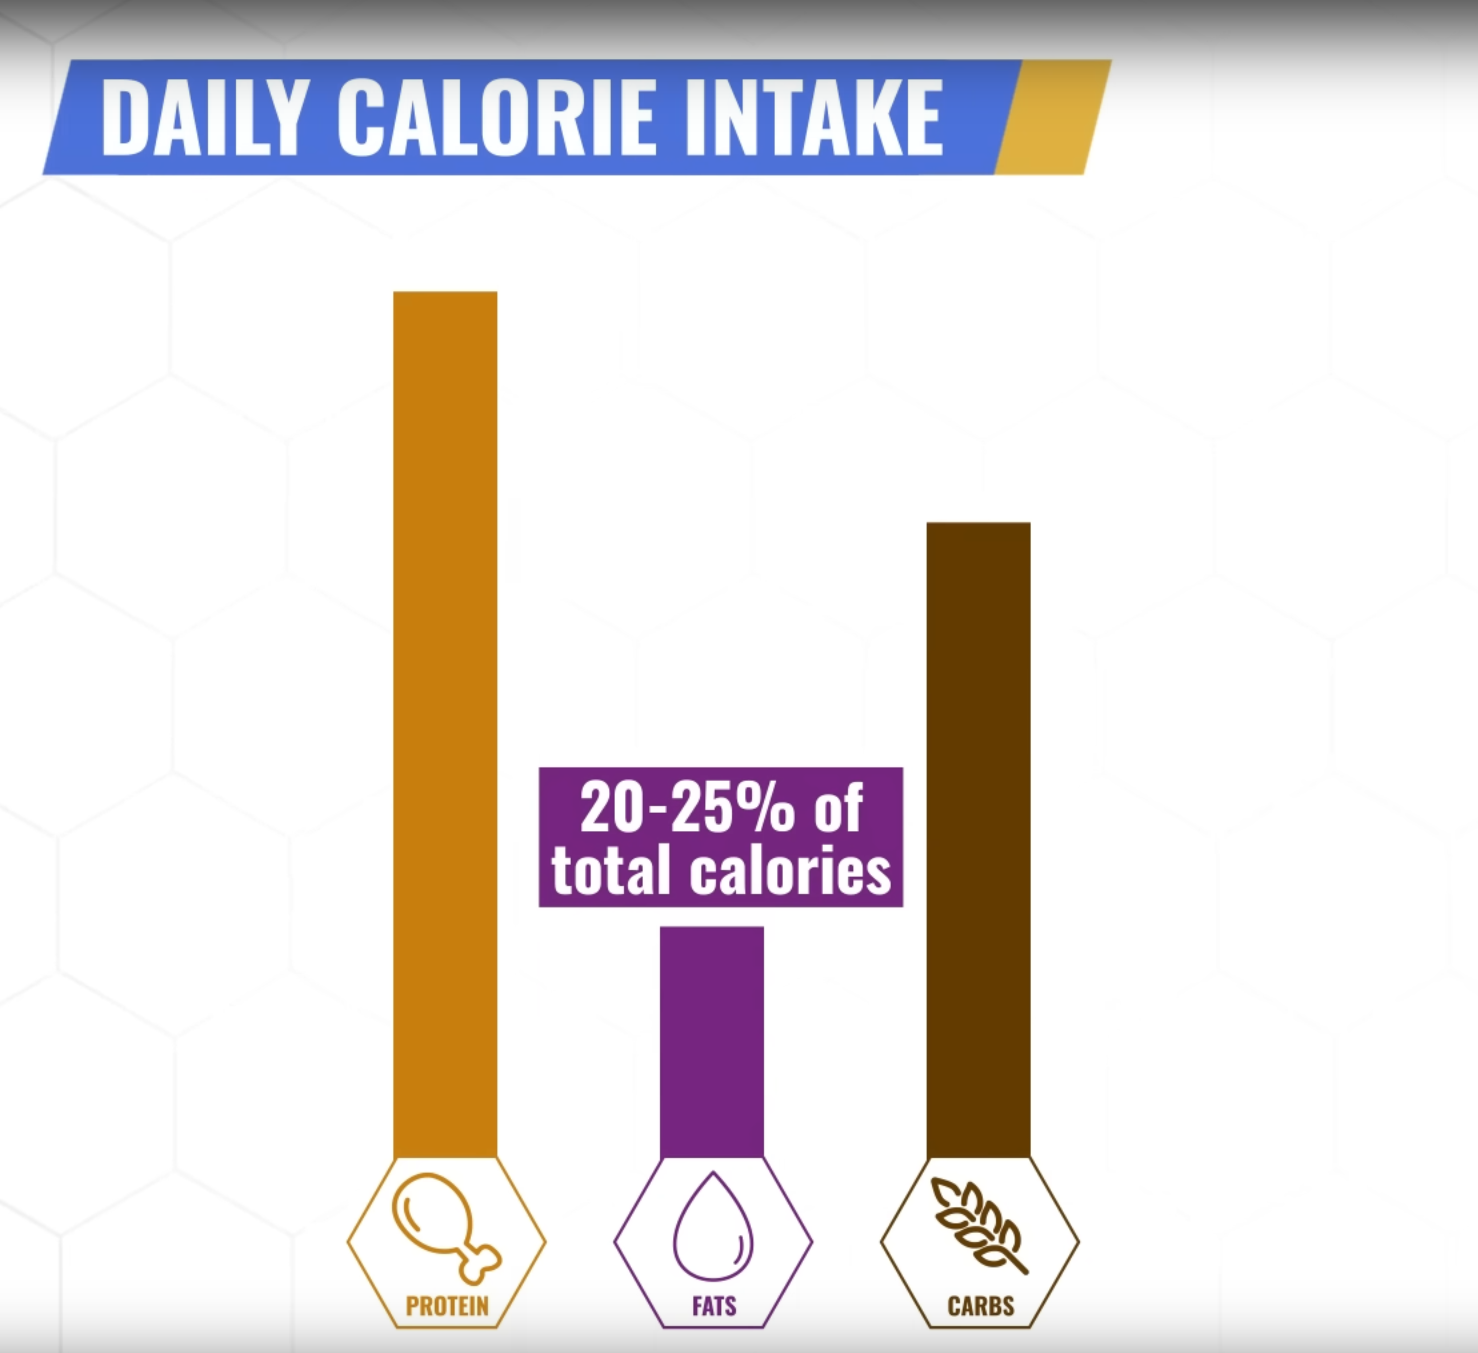 DAILY CALORIE INTAKE
20-25% of
total calories
PROTEIN
FATS
CARBS